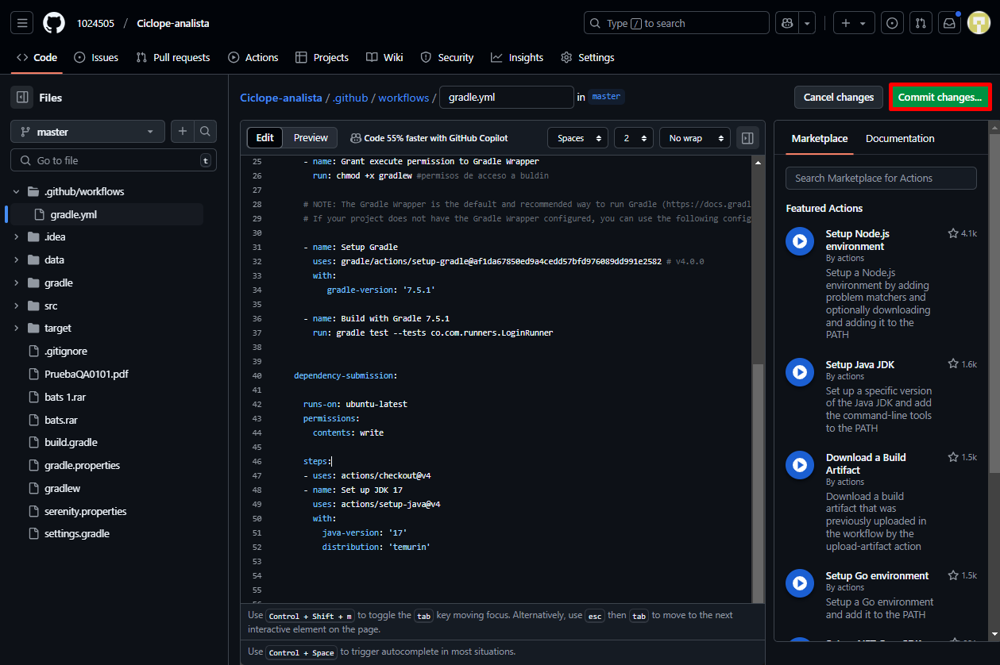 1024505 / Ciclope-analista
Type / to search
Code
Issues
Pull requests
Actions
Projects
Wiki
Security
Insights
Settings
Files
master
Go to file
t
.github/workflows
gradle.yml
.idea
data
gradle
src
target
.gitignore
PruebaQA0101.pdf
bats 1.rar
bats.rar
build.gradle
gradle.properties
gradlew
serenity.properties
settings.gradle
Ciclope-analista / .github / workflows / gradle.yml in master
Cancel changes
Commit changes...
Edit
Preview
Code 55% faster with GitHub Copilot
Spaces
2
No wrap
25 - name: Grant execute permission to Gradle Wrapper
26 run: chmod +x gradlew #permisos de acceso a buldin
27
28 # NOTE: The Gradle Wrapper is the default and recommended way to run Gradle (https://docs.gradl
29 # If your project does not have the Gradle Wrapper configured, you can use the following config
30
31 - name: Setup Gradle
32 uses: gradle/actions/setup-gradle@af1da67850ed9a4cedd57bfd976089dd991e2582 # v4.0.0
33 with:
34 gradle-version: '7.5.1'
35
36 - name: Build with Gradle 7.5.1
37 run: gradle test --tests co.com.runners.LoginRunner
38
39
40 dependency-submission:
41
42 runs-on: ubuntu-latest
43 permissions:
44 contents: write
45
46 steps:
47 - uses: actions/checkout@v4
48 - name: Set up JDK 17
49 uses: actions/setup-java@v4
50 with:
51 java-version: '17'
52 distribution: 'temurin'
53
54
55
Use Control + Shift + m to toggle the tab key moving focus. Alternatively, use esc then tab to move to the next
interactive element on the page.
Use Control + Space to trigger autocomplete in most situations.
Marketplace
Documentation
Search Marketplace for Actions
Featured Actions
Setup Node.js
environment
4.1k
By actions
Setup a Node.js
environment by adding
problem matchers and
optionally downloading
and adding it to the
PATH
Setup Java JDK
1.6k
By actions
Set up a specific version
of the Java JDK and add
the command-line tools
to the PATH
Download a Build
Artifact
1.5k
By actions
Download a build
artifact that was
previously uploaded in
the workflow by the
upload-artifact action
Setup Go environment
1.5k
By actions
Setup a Go environment
and add it to the PATH